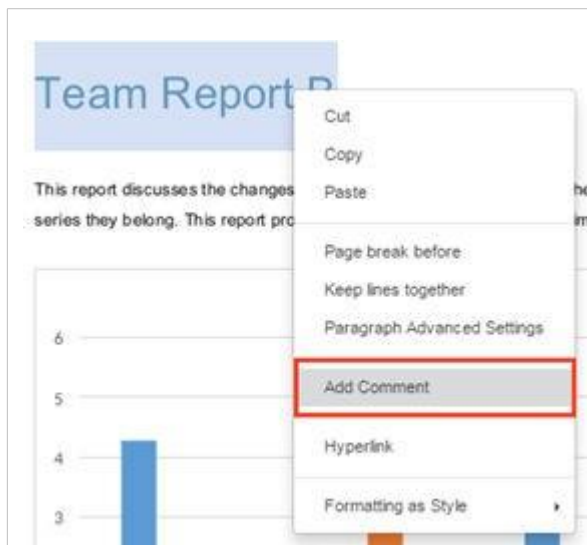 Team Report B
Cut
Copy
Paste
This report discusses the changes
series they belong. This report pro
Page break before
Keep lines together
Paragraph Advanced Settings
Add Comment
Hyperlink
Formatting as Style
6
5
4
3